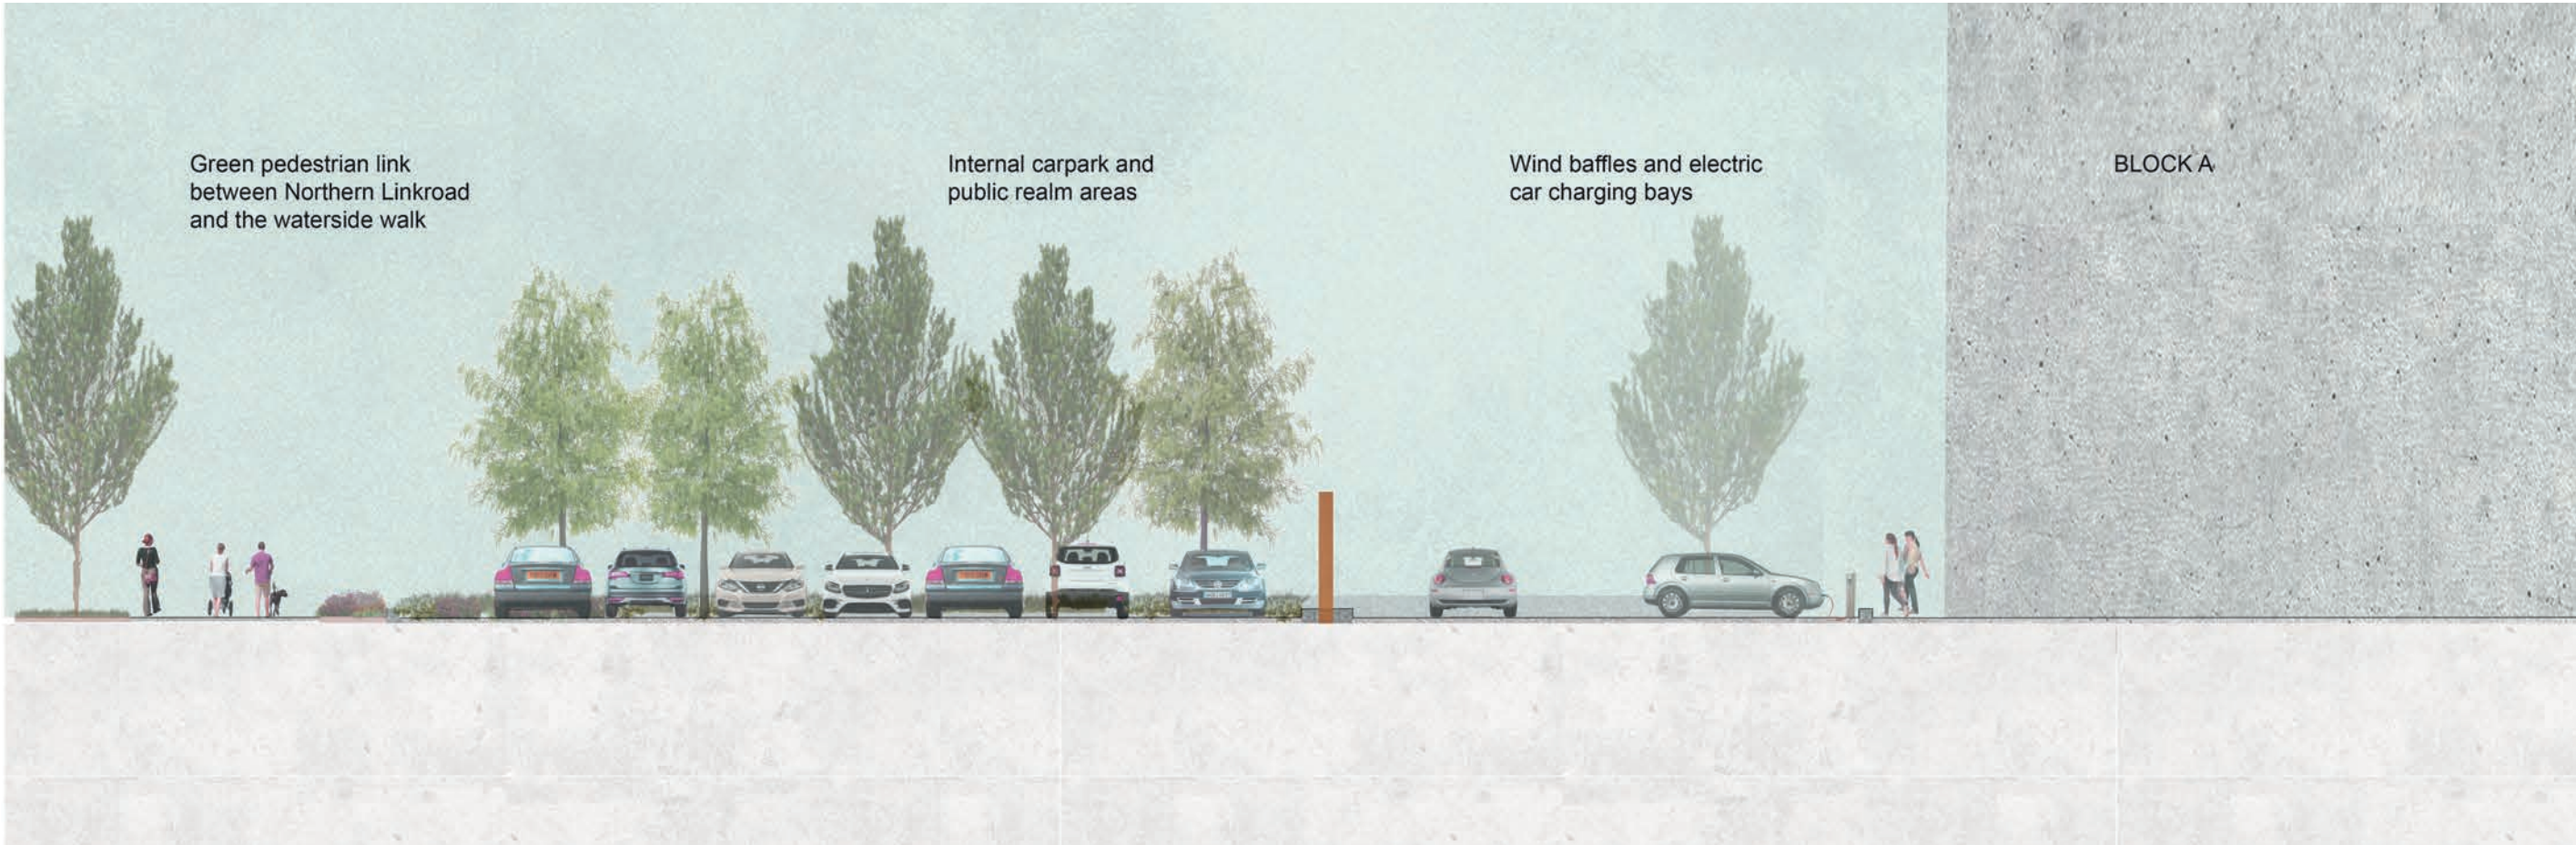 Green pedestrian link
between Northern Linkroad
and the waterside walk
Internal carpark and
public realm areas
Wind baffles and electric
car charging bays
BLOCK A